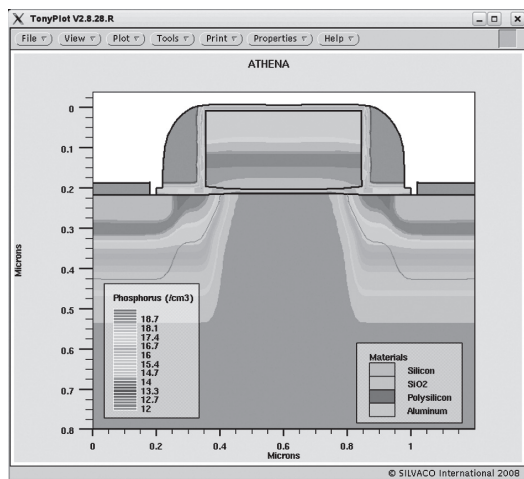 TonyPlot V2.8.28.R
File View Plot Tools Print Properties Help
ATHENA
0
0.1
0.2
0.3
0.4
0.5
0.6
0.7
0.8
Microns
Phosphorus (/cm3)
18.7
18.1
17.4
16.7
16
15.4
14.7
14
13.3
12.7
12
Materials
Silicon
SiO2
Polysilicon
Aluminum
0 0.2 0.4 0.6 0.8 1
Microns
© SILVACO International 2008